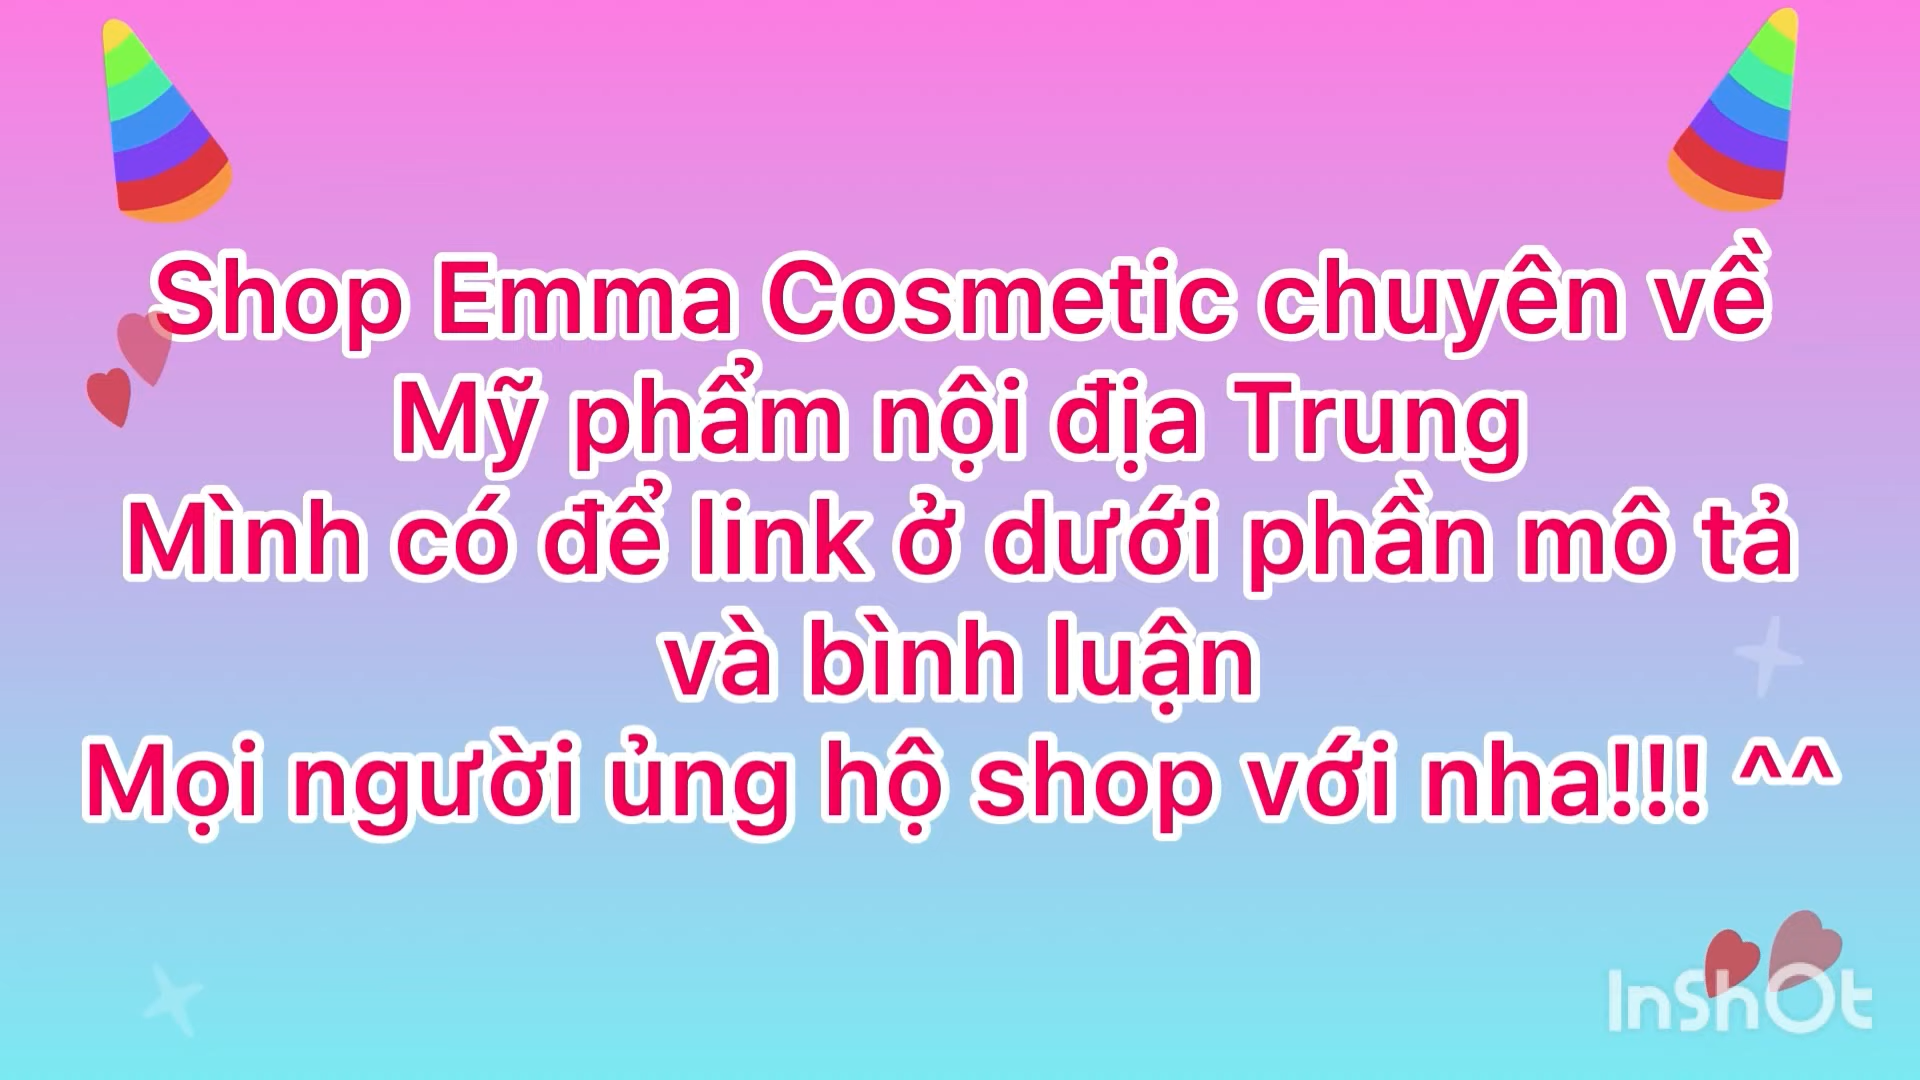 Shop Emma Cosmetic chuyên về
Mỹ phẩm nội địa Trung
Mình có để link ở dưới phần mô tả
và bình luận
Mọi người ủng hộ shop với nha!!! ^^
InShOt